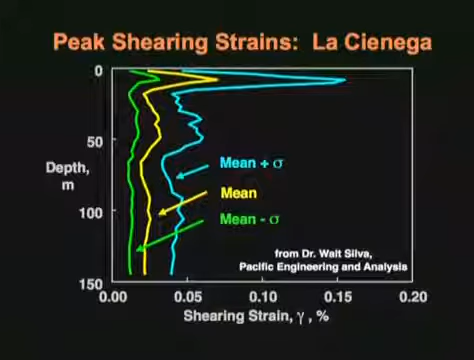 Peak Shearing Strains: La Cienega
0
50
Depth,
m
100
150
Mean + σ
Mean
Mean - σ
from Dr. Walt Silva,
Pacific Engineering and Analysis
0.00 0.05 0.10 0.15 0.20
Shearing Strain, γ , %